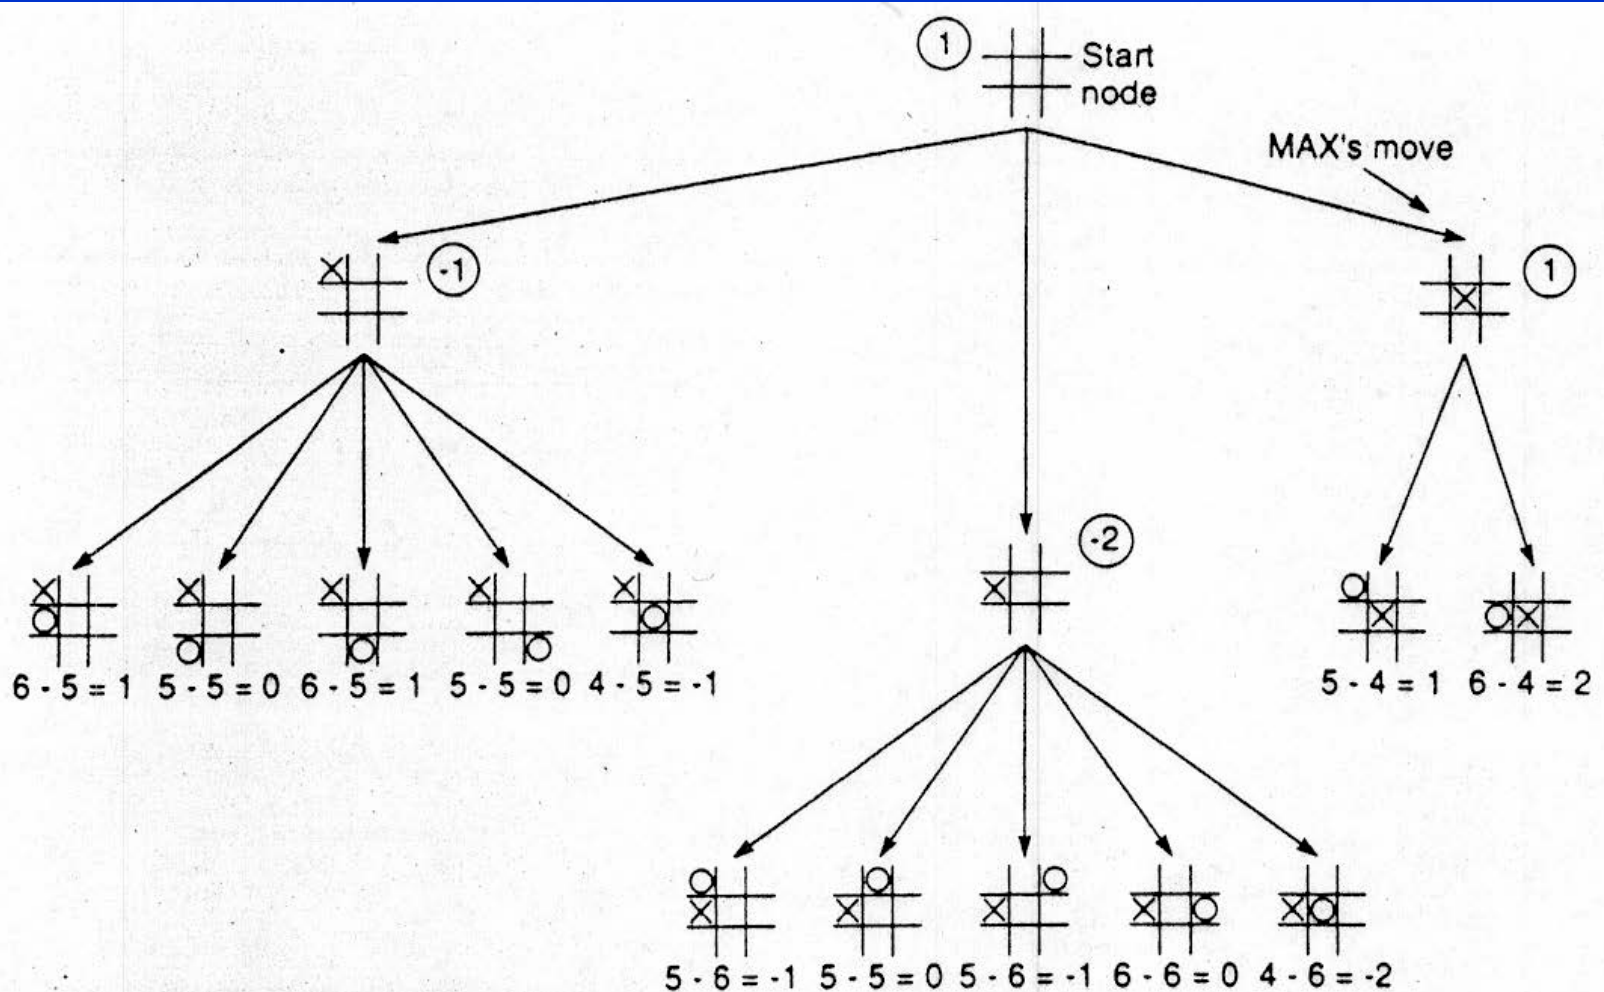 1
Start
node
MAX's move
-1
1
X
X
-2
X
X
X
X
X
X
O
O
X
O
X
O
O
O
O
X
X
6 - 5 = 1
5 - 5 = 0
6 - 5 = 1
5 - 5 = 0
4 - 5 = -1
5 - 4 = 1
6 - 4 = 2
O
O
O
X
X
X
X
O
X
O
5 - 6 = -1
5 - 5 = 0
5 - 6 = -1
6 - 6 = 0
4 - 6 = -2